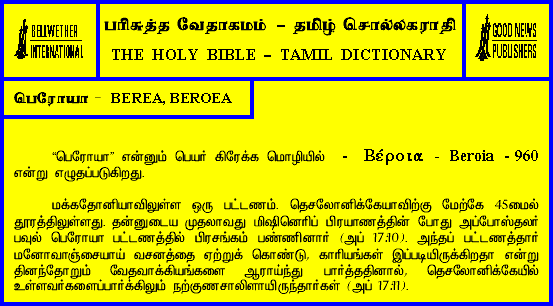 BELLWETHER
INTERNATIONAL
பரிசுத்த வேதாகமம் – தமிழ் சொல்லகராதி
THE HOLY BIBLE – TAMIL DICTIONARY
GOOD NEWS
PUBLISHERS
பெரோயா – BEREA, BEROEA
“பெரோயா” என்னும் பெயர் கிரேக்க மொழியில் - Βέροια - Beroia - 960
என்று எழுதப்படுகிறது.
மக்கதோனியாவிலுள்ள ஒரு பட்டணம். தெசலோனிக்கேயாவிற்கு மேற்கே 45மைல்
தூரத்திலுள்ளது. தன்னுடைய முதலாவது மிஷினெரிப் பிரயாணத்தின் போது அப்போஸ்தலர்
பவுல் பெரோயா பட்டணத்தில் பிரசங்கம் பண்ணினார் (அப் 17:10). அந்தப் பட்டணத்தார்
மனோவாஞ்சையாய் வசனத்தை ஏற்றுக் கொண்டு, காரியங்கள் இப்படியிருக்கிறதா என்று
தினந்தோறும் வேதவாக்கியங்களை ஆராய்ந்து பார்த்ததினால், தெசலோனிக்கேயில்
உள்ளவர்களைப்பார்க்கிலும் நற்குணசாலிளாயிருந்தார்கள் (அப் 17:11).